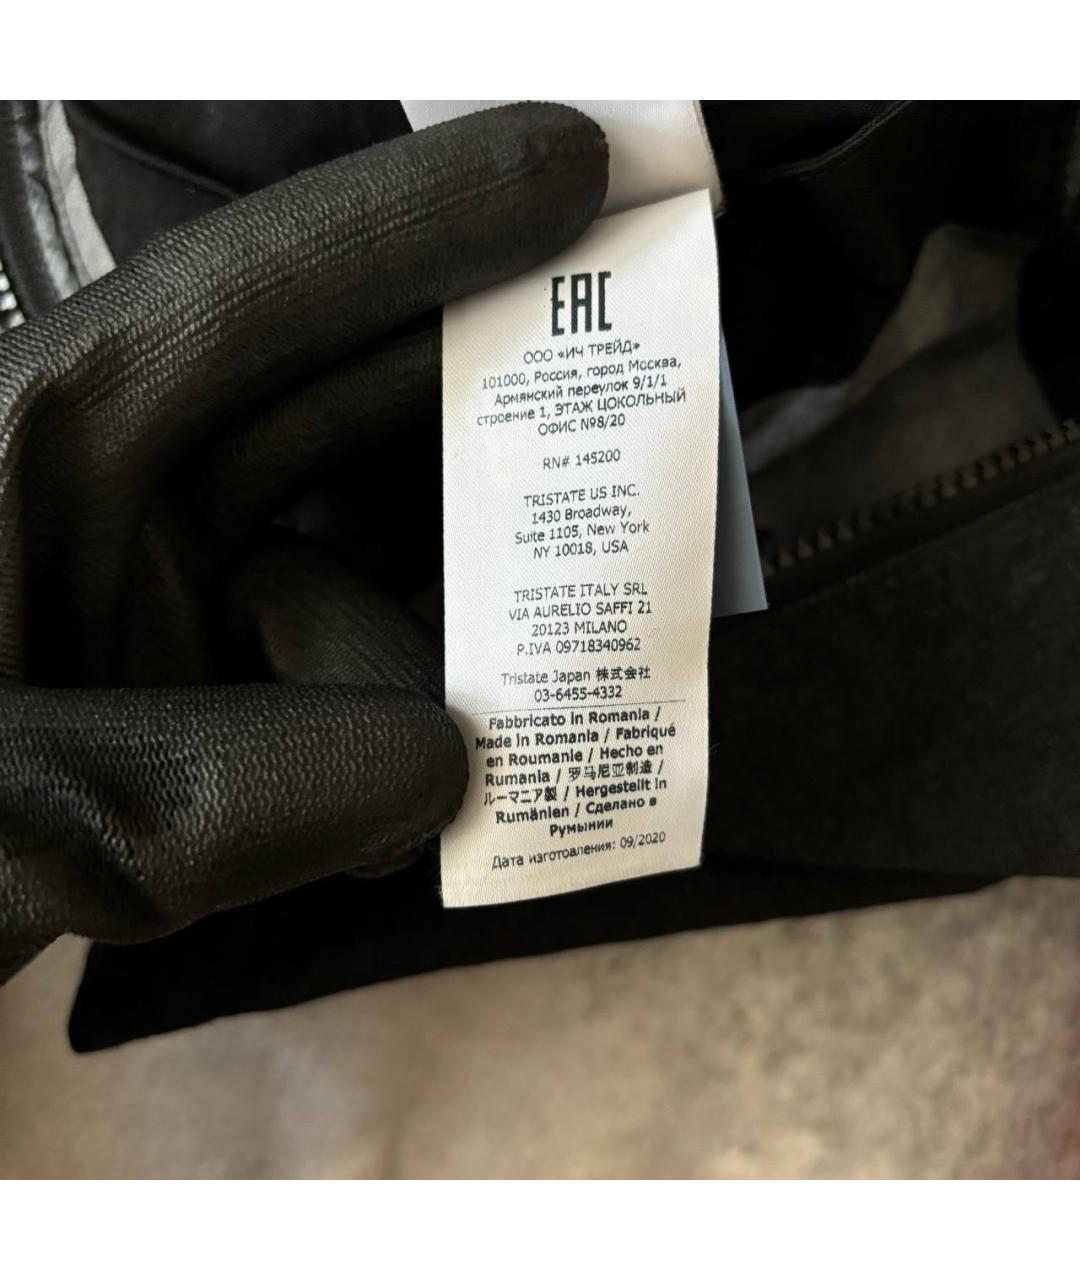 EAC
ООО «ИЧ ТРЕЙД»
101000, Россия, город Москва,
Армянский переулок 9/1/1
строение 1, ЭТАЖ ЦОКОЛЬНЫЙ
ОФИС №8/20
RN# 145200
TRISTATE US INC.
1430 Broadway,
Suite 1105, New York
NY 10018, USA
TRISTATE ITALY SRL
VIA AURELIO SAFFI 21
20123 MILANO
P.IVA 09718340962
Tristate Japan 株式会社
03-6455-4332
Fabbricato in Romania /
Made in Romania / Fabriqué
en Roumanie / Hecho en
Rumania / 罗马尼亚制造 /
ルーマニア製 / Hergestellt in
Rumänien / Сделано в
Румынии
Дата изготовления: 09/2020